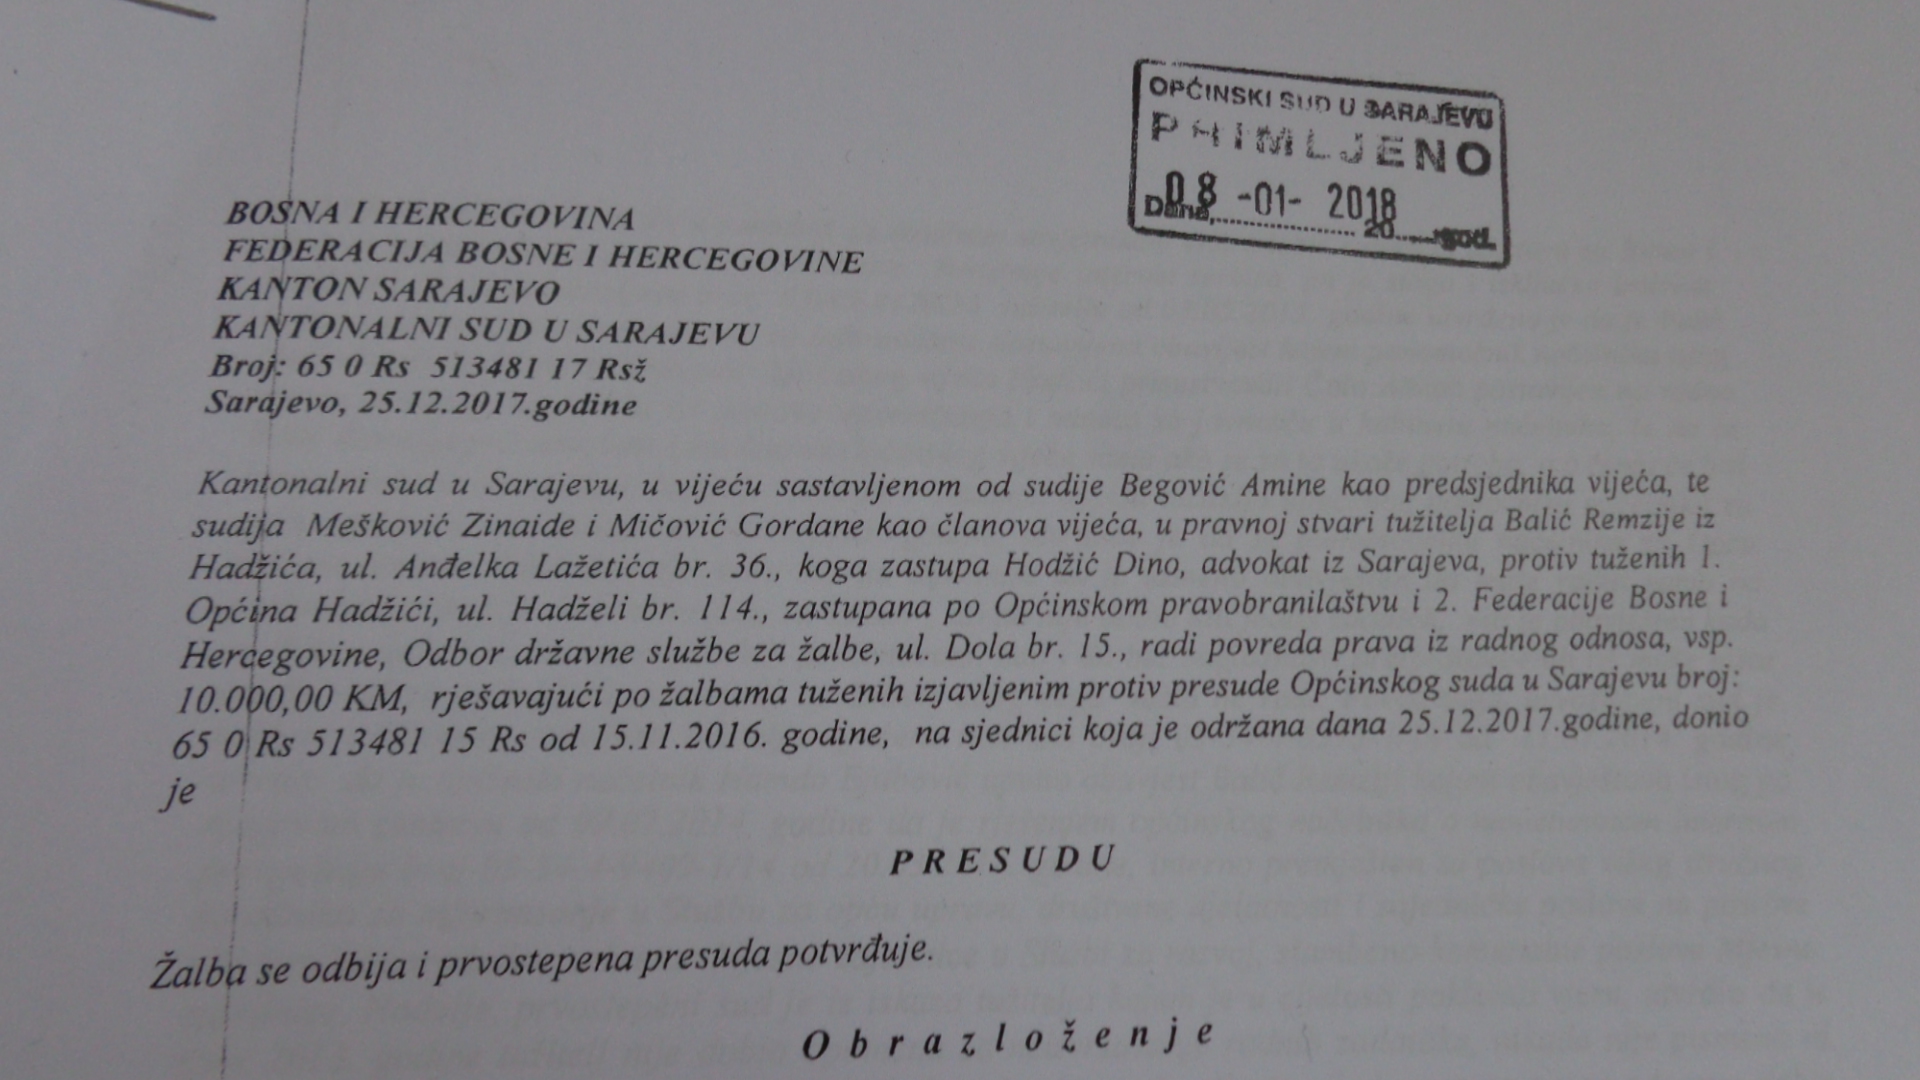 OPĆINSKI SUD U SARAJEVU
PRIMLJENO
08 -01- 2018
Dana, 20 god.
BOSNA I HERCEGOVINA
FEDERACIJA BOSNE I HERCEGOVINE
KANTON SARAJEVO
KANTONALNI SUD U SARAJEVU
Broj: 65 0 Rs 513481 17 Rsž
Sarajevo, 25.12.2017.godine
Kantonalni sud u Sarajevu, u vijeću sastavljenom od sudije Begović Amine kao predsjednika vijeća, te
sudija Mešković Zinaide i Mičović Gordane kao članova vijeća, u pravnoj stvari tužitelja Balić Remzije iz
Hadžića, ul. Anđelka Lažetića br. 36., koga zastupa Hodžić Dino, advokat iz Sarajeva, protiv tuženih 1.
Općina Hadžići, ul. Hadželi br. 114., zastupana po Općinskom pravobranilaštvu i 2. Federacije Bosne i
Hercegovine, Odbor državne službe za žalbe, ul. Dola br. 15., radi povreda prava iz radnog odnosa, vsp.
10.000,00 KM, rješavajući po žalbama tuženih izjavljenim protiv presude Općinskog suda u Sarajevu broj:
65 0 Rs 513481 15 Rs od 15.11.2016. godine, na sjednici koja je održana dana 25.12.2017.godine, donio
je
PRESUDU
Žalba se odbija i prvostepena presuda potvrđuje.
Obrazloženje